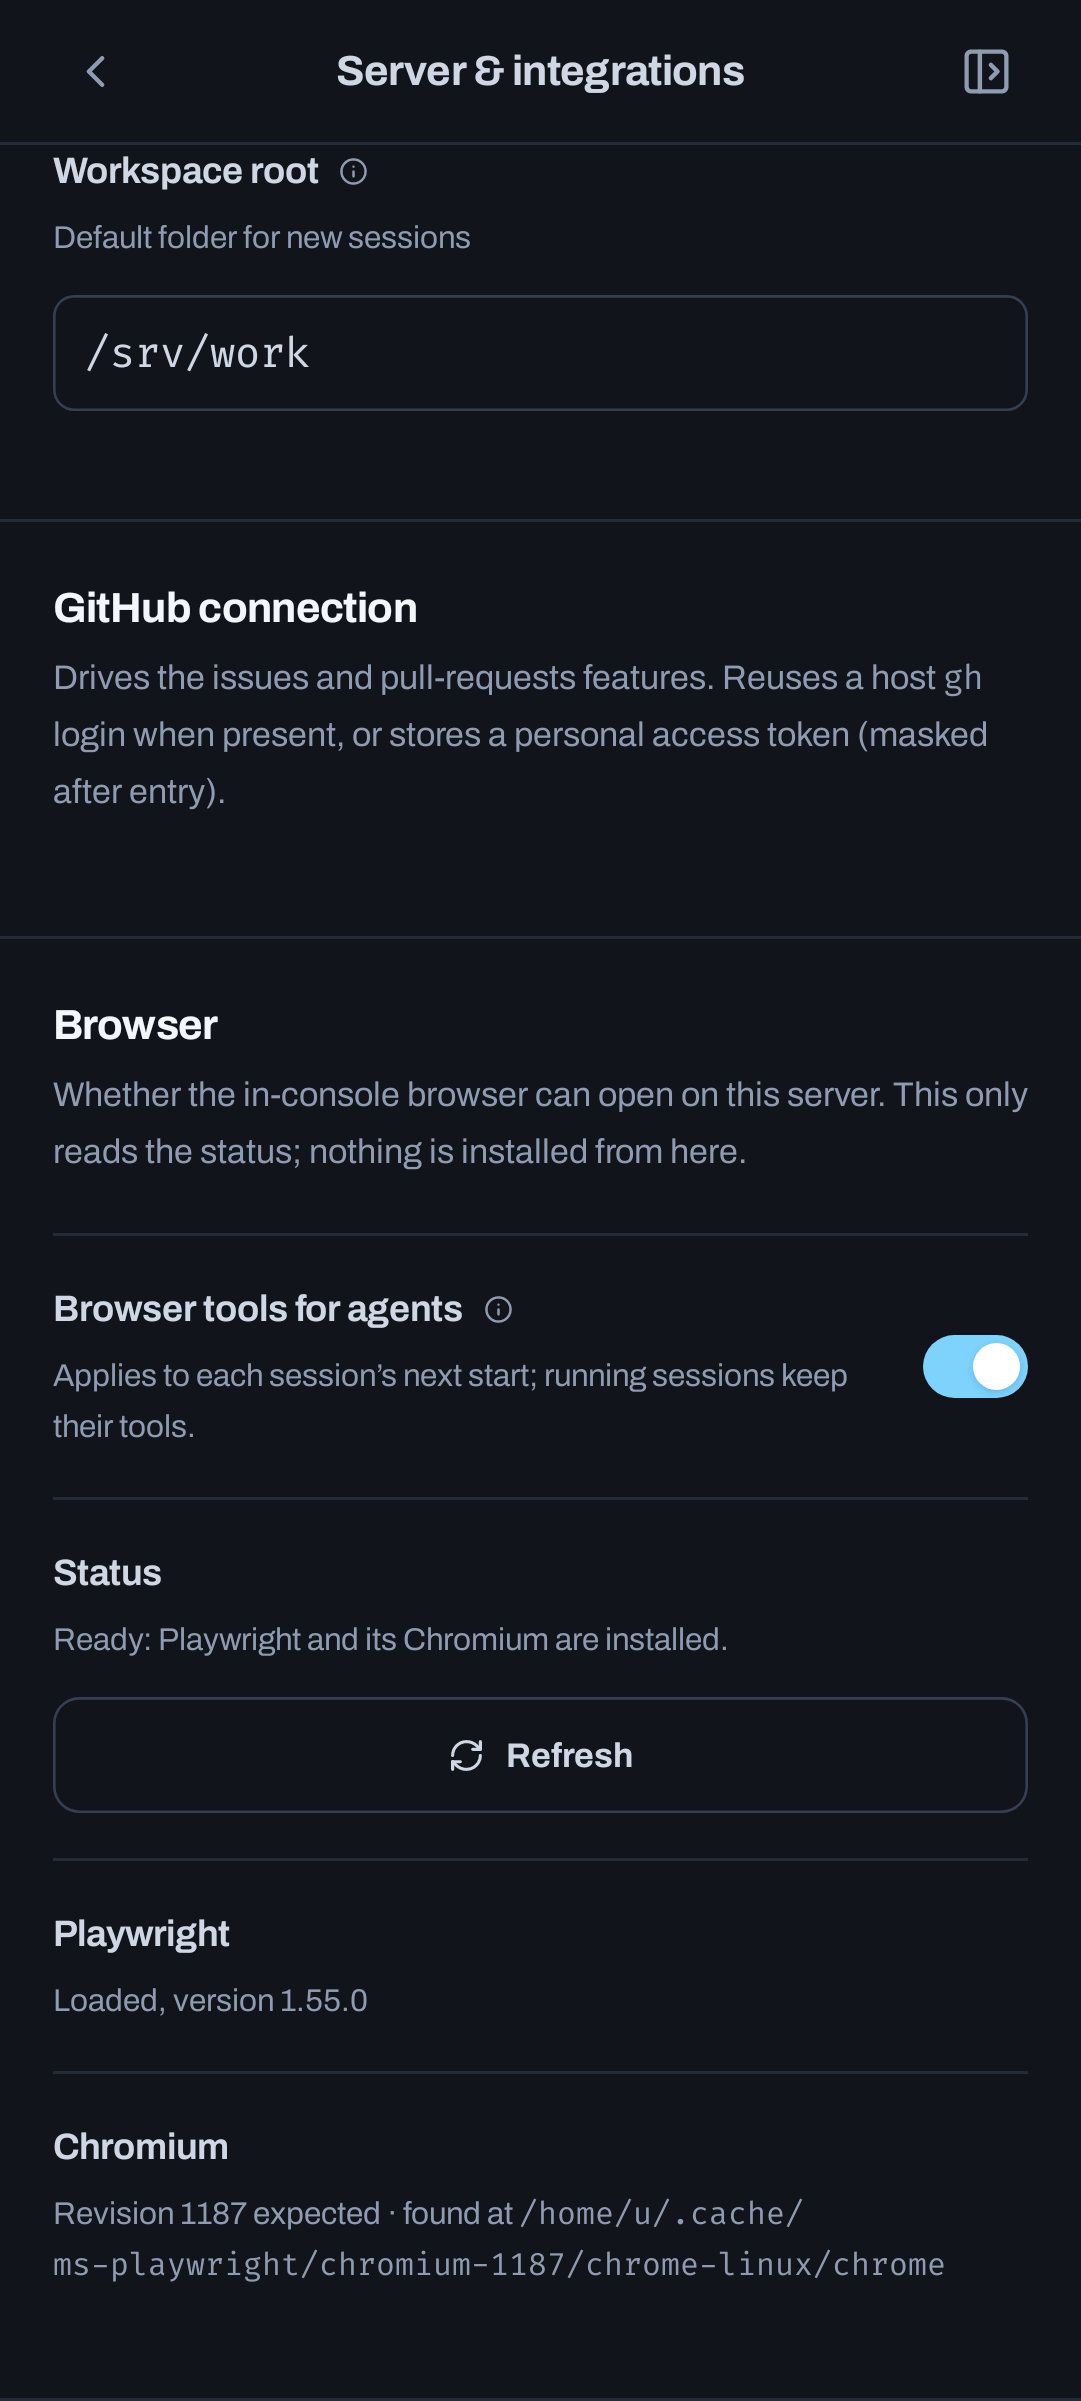 Server & integrations
Workspace root
Default folder for new sessions
/srv/work
GitHub connection
Drives the issues and pull-requests features. Reuses a host gh
login when present, or stores a personal access token (masked
after entry).
Browser
Whether the in-console browser can open on this server. This only
reads the status; nothing is installed from here.
Browser tools for agents
Applies to each session’s next start; running sessions keep
their tools.
Status
Ready: Playwright and its Chromium are installed.
Refresh
Playwright
Loaded, version 1.55.0
Chromium
Revision 1187 expected · found at /home/u/.cache/
ms-playwright/chromium-1187/chrome-linux/chrome